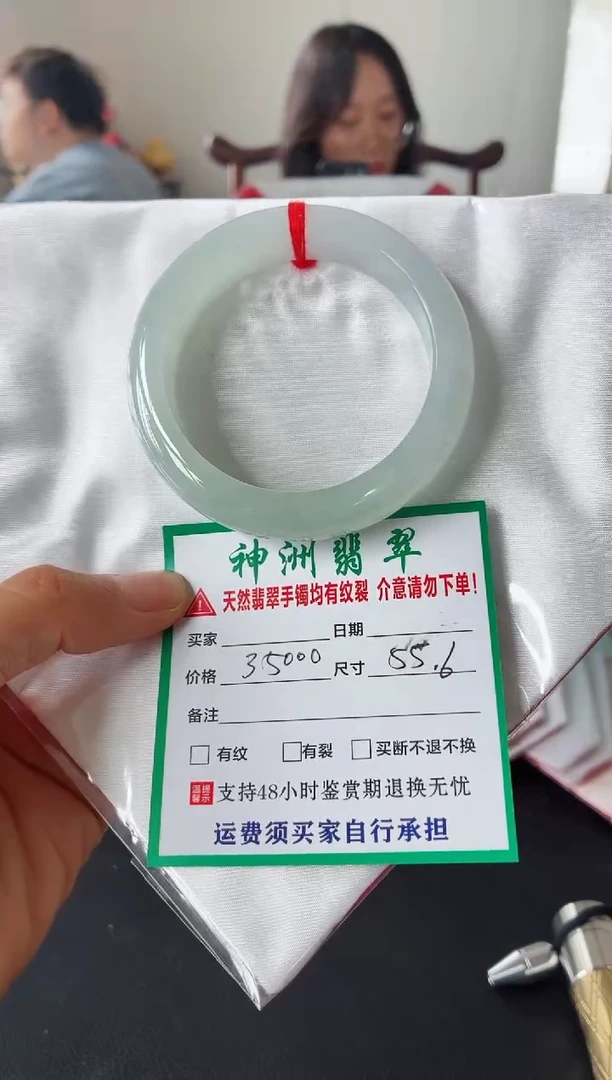 神洲翡翠
天然翡翠手镯均有纹裂 介意请勿下单!
买家 日期
价格 35000 尺寸 55.6
备注
有纹 有裂 买断不退不换
温馨提示 支持48小时鉴赏期退换无忧
运费须买家自行承担